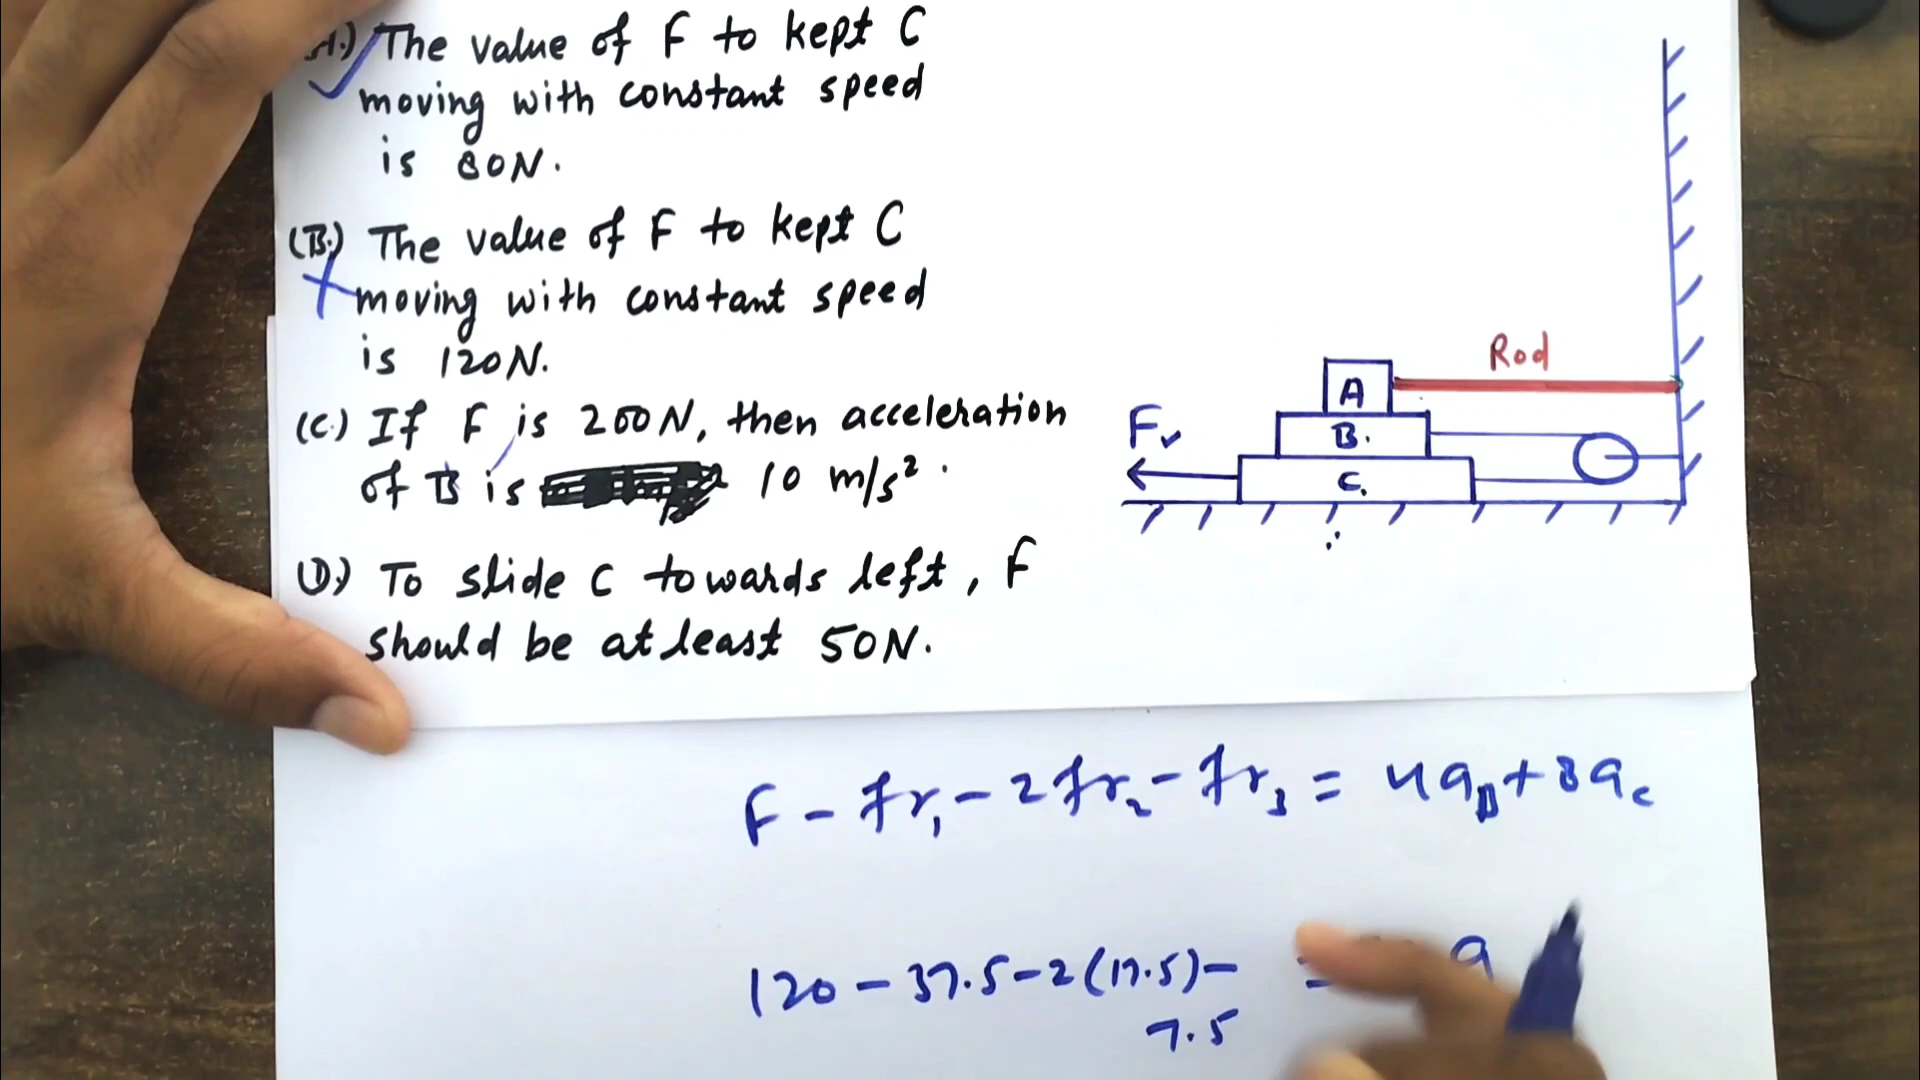 (A.) The value of F to kept C
moving with constant speed
is 80N.
(B.) The value of F to kept C
moving with constant speed
is 120N.
(C.) If F is 200N, then acceleration
of B is 10 m/s².
(D.) To slide C towards left, F
should be at least 50N.
Rod
A
F
B.
C.
F - fr₁ - 2fr₂ - fr₃ = 4a_B + 8a_c
120 - 37.5 - 2(17.5) - =
7.5